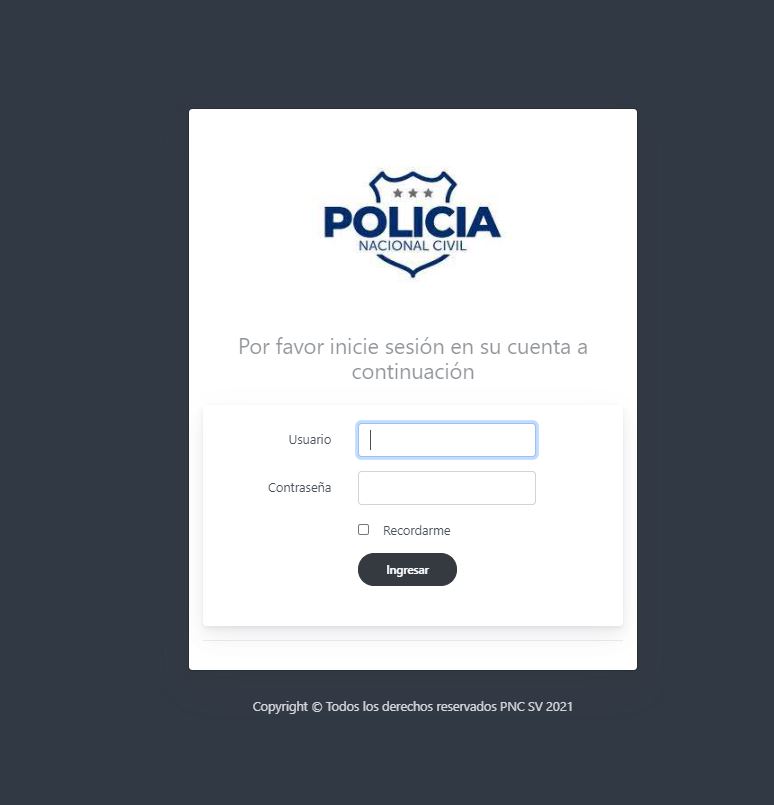 POLICIA
NACIONAL CIVIL
Por favor inicie sesión en su cuenta a
continuación
Usuario
Contraseña
Recordarme
Ingresar
Copyright © Todos los derechos reservados PNC SV 2021